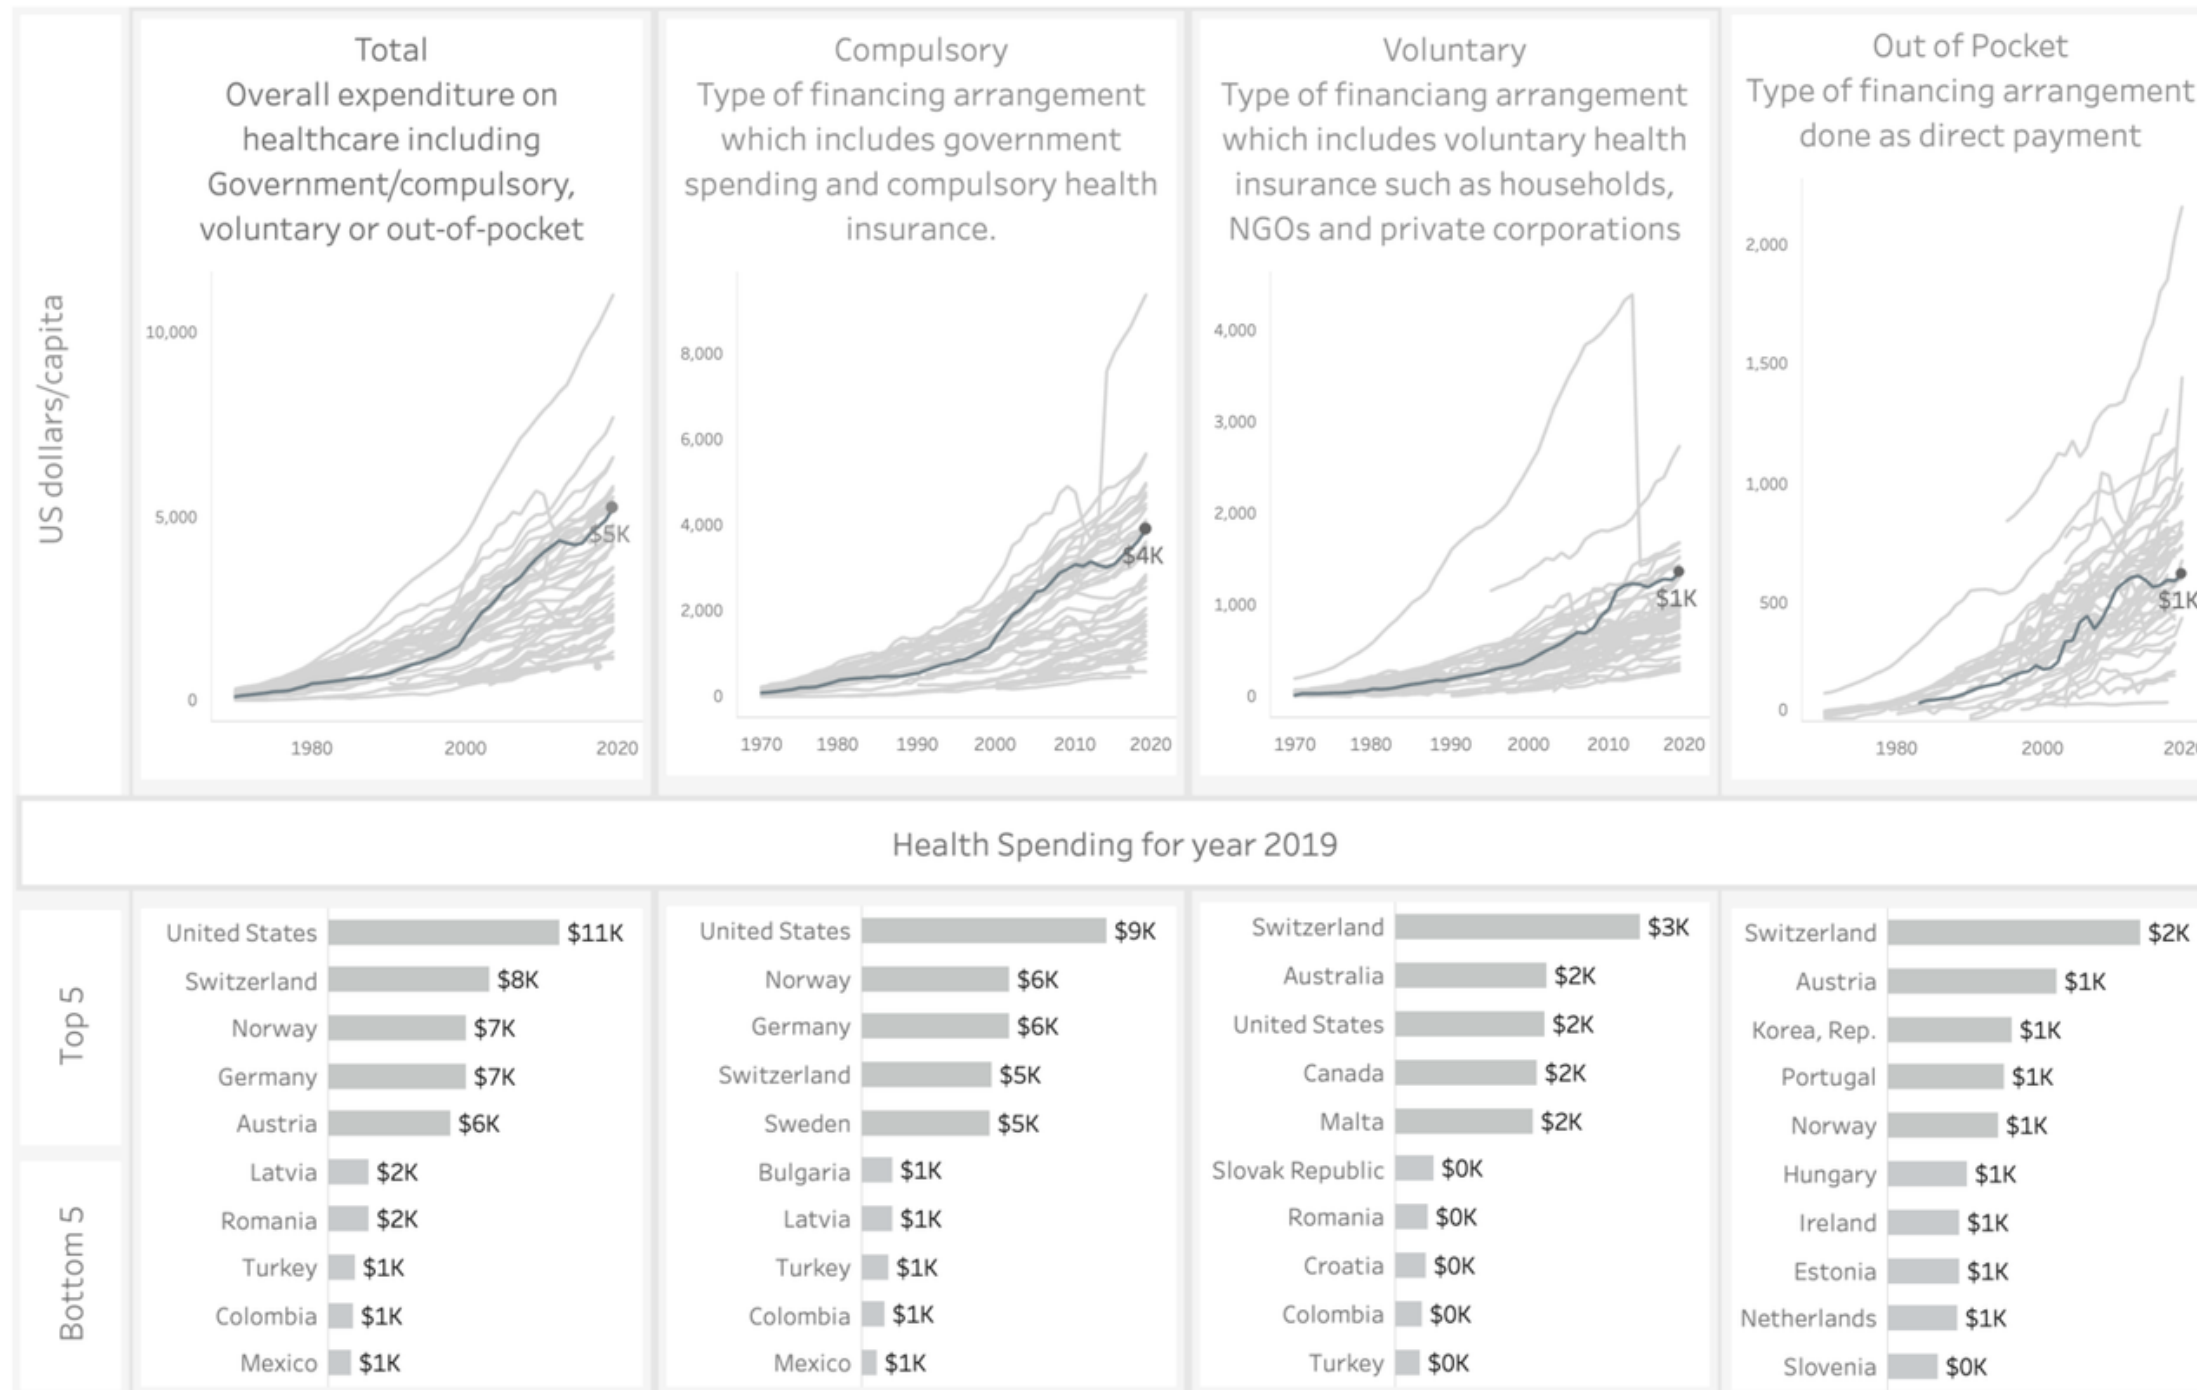 US dollars/capita
Total
Overall expenditure on
healthcare including
Government/compulsory,
voluntary or out-of-pocket
10,000
5,000
0
$5K
1980
2000
2020
Compulsory
Type of financing arrangement
which includes government
spending and compulsory health
insurance.
8,000
6,000
4,000
2,000
0
$4K
1970
1980
1990
2000
2010
2020
Voluntary
Type of financiang arrangement
which includes voluntary health
insurance such as households,
NGOs and private corporations
4,000
3,000
2,000
1,000
0
$1K
1970
1980
1990
2000
2010
2020
Out of Pocket
Type of financing arrangement
done as direct payment
2,000
1,500
1,000
500
0
$1K
1980
2000
Health Spending for year 2019
Top 5
Bottom 5
United States $11K
Switzerland $8K
Norway $7K
Germany $7K
Austria $6K
Latvia $2K
Romania $2K
Turkey $1K
Colombia $1K
Mexico $1K
United States $9K
Norway $6K
Germany $6K
Switzerland $5K
Sweden $5K
Bulgaria $1K
Latvia $1K
Turkey $1K
Colombia $1K
Mexico $1K
Switzerland $3K
Australia $2K
United States $2K
Canada $2K
Malta $2K
Slovak Republic $0K
Romania $0K
Croatia $0K
Colombia $0K
Turkey $0K
Switzerland $2K
Austria $1K
Korea, Rep. $1K
Portugal $1K
Norway $1K
Hungary $1K
Ireland $1K
Estonia $1K
Netherlands $1K
Slovenia $0K